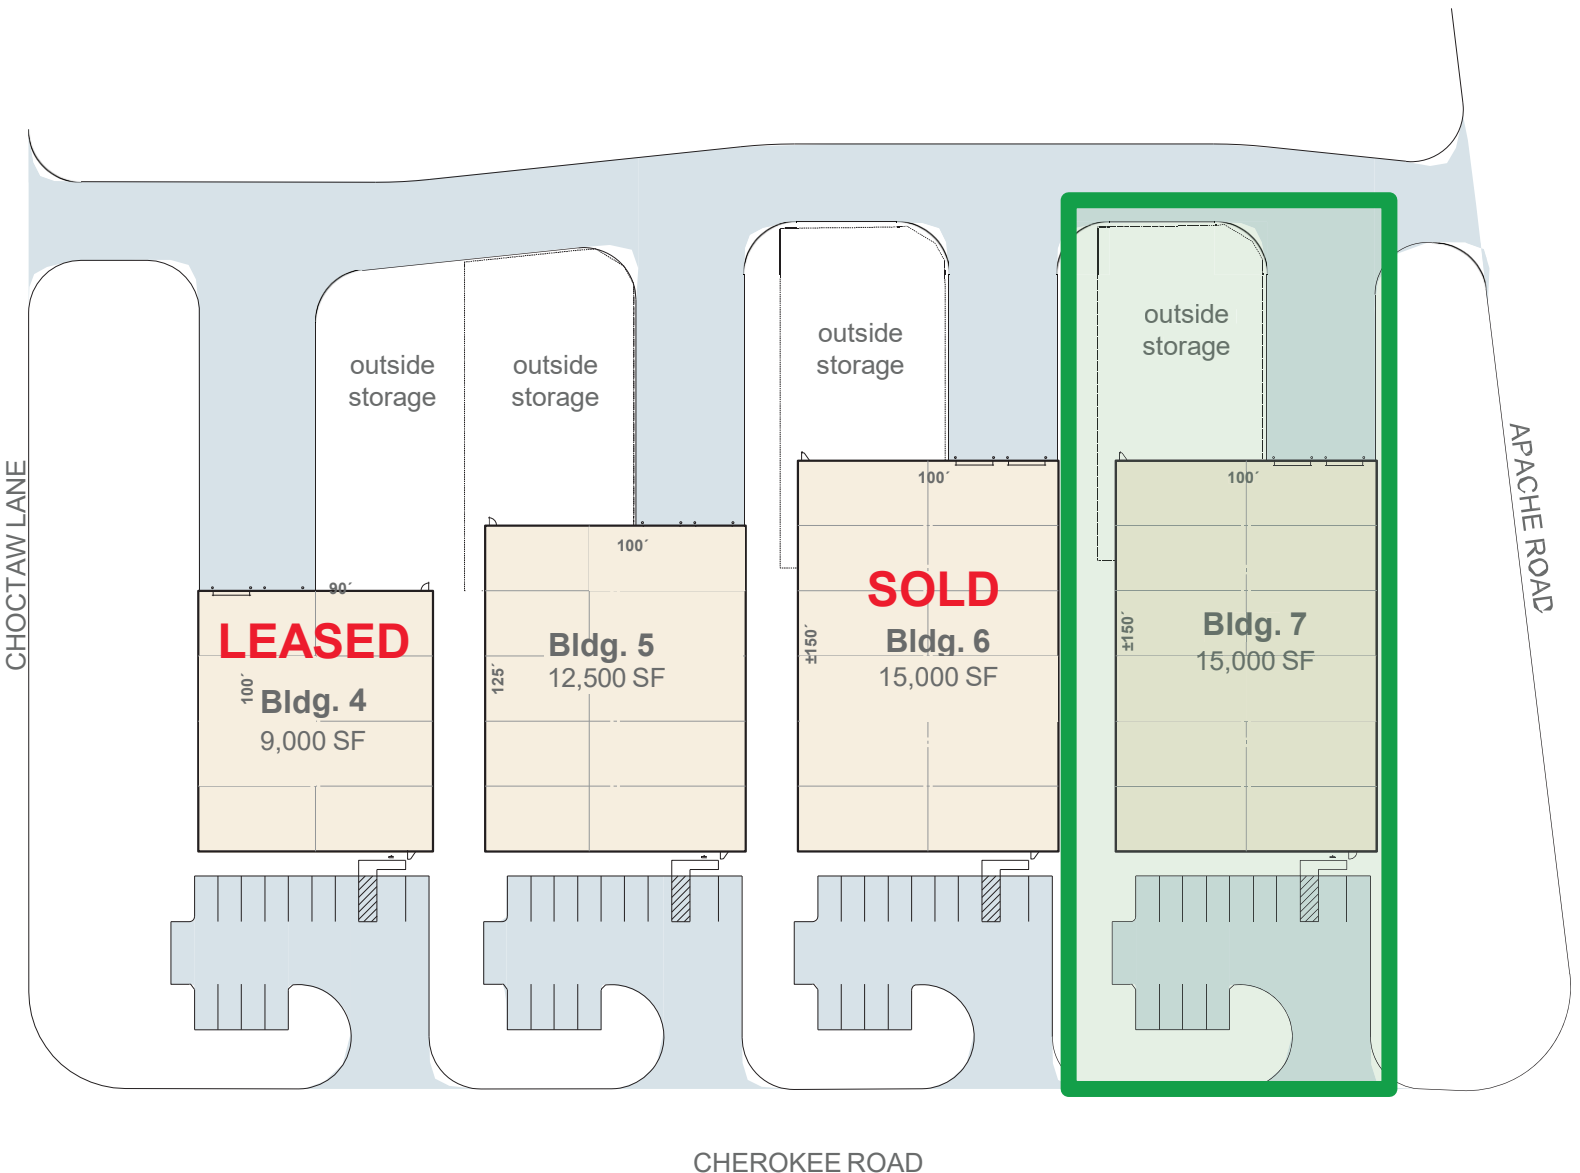 outside
storage
outside
storage
outside
storage
outside
storage
CHOCTAW LANE
APACHE ROAD
90´
LEASED
100´
Bldg. 4
9,000 SF
100´
125´
Bldg. 5
12,500 SF
100´
SOLD
±150´
Bldg. 6
15,000 SF
100´
±150´
Bldg. 7
15,000 SF
CHEROKEE ROAD